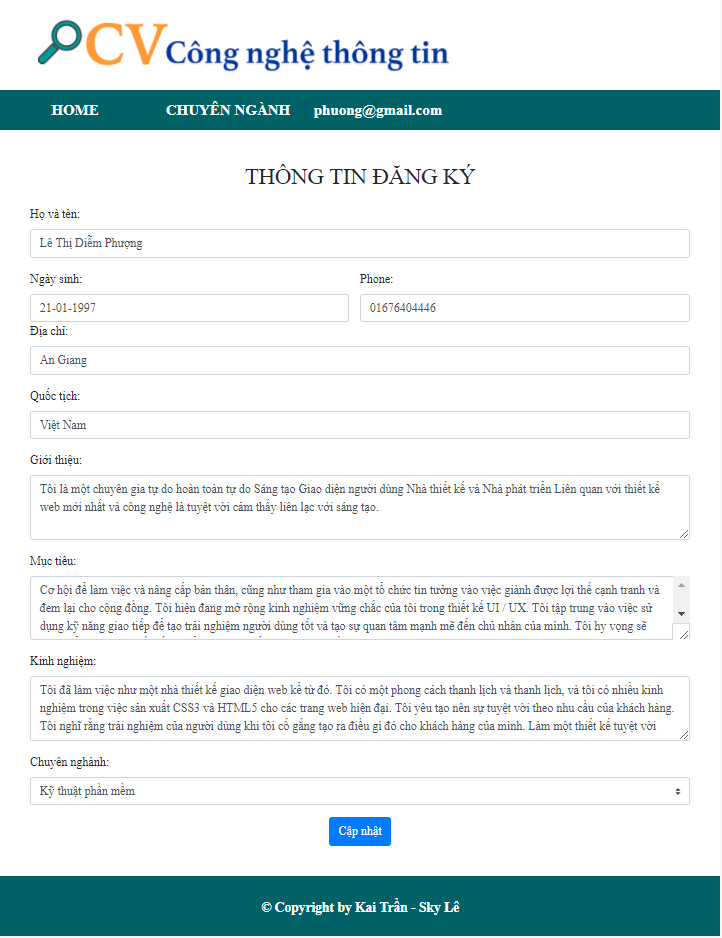 CV Công nghệ thông tin
HOME CHUYÊN NGÀNH phuong@gmail.com
THÔNG TIN ĐĂNG KÝ
Họ và tên:
Lê Thị Diễm Phượng
Ngày sinh: Phone:
21-01-1997 01676404446
Địa chỉ:
An Giang
Quốc tịch:
Việt Nam
Giới thiệu:
Tôi là một chuyên gia tự do hoàn toàn tự do Sáng tạo Giao diện người dùng Nhà thiết kế và Nhà phát triển Liên quan với thiết kế
web mới nhất và công nghệ là tuyệt vời cảm thấy liên lạc với sáng tạo.
Mục tiêu:
Cơ hội để làm việc và nâng cấp bản thân, cũng như tham gia vào một tổ chức tin tưởng vào việc giành được lợi thế cạnh tranh và
đem lại cho cộng đồng. Tôi hiện đang mở rộng kinh nghiệm vững chắc của tôi trong thiết kế UI / UX. Tôi tập trung vào việc sử
dụng kỹ năng giao tiếp để tạo trải nghiệm người dùng tốt và tạo sự quan tâm mạnh mẽ đến chủ nhân của mình. Tôi hy vọng sẽ
Kinh nghiệm:
Tôi đã làm việc như một nhà thiết kế giao diện web kể từ đó. Tôi có một phong cách thanh lịch và thanh lịch, và tôi có nhiều kinh
nghiệm trong việc sản xuất CSS3 và HTML5 cho các trang web hiện đại. Tôi yêu tạo nên sự tuyệt vời theo nhu cầu của khách hàng.
Tôi nghĩ rằng trải nghiệm của người dùng khi tôi cố gắng tạo ra điều gì đó cho khách hàng của mình. Làm một thiết kế tuyệt vời
Chuyên nghành:
Kỹ thuật phần mềm
Cập nhật
© Copyright by Kai Trần - Sky Lê